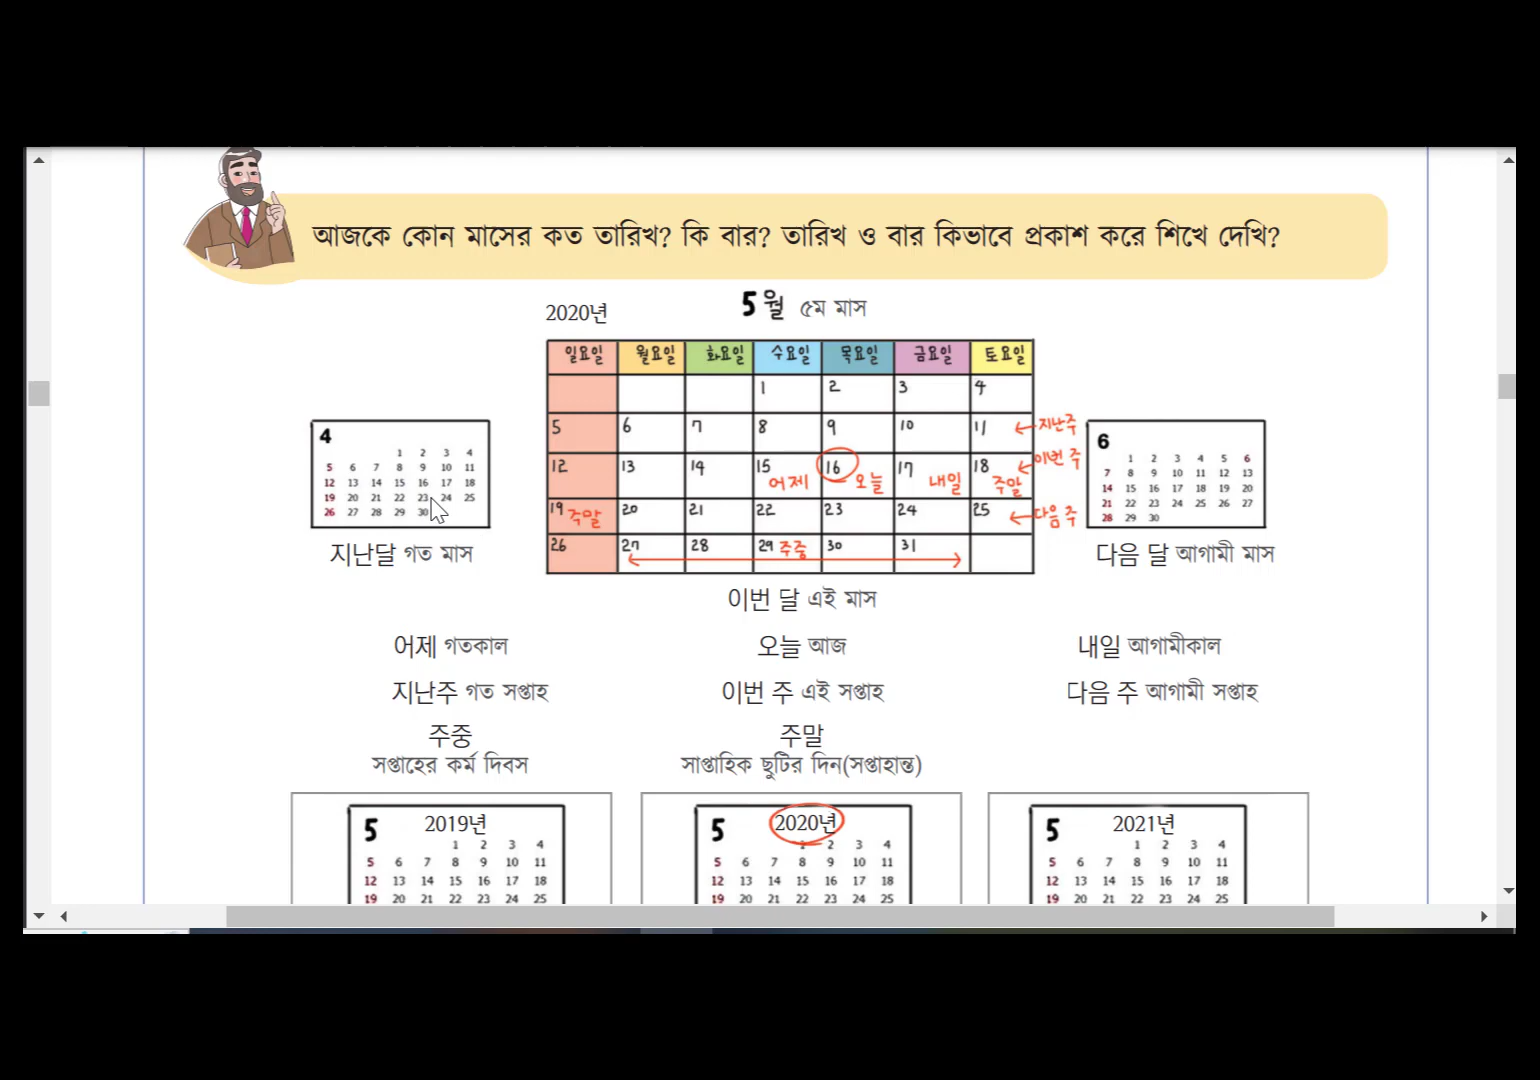 আজকে কোন মাসের কত তারিখ? কি বার? তারিখ ও বার কিভাবে প্রকাশ করে শিখে দেখি?
2020년 5월 ৫ম মাস
일요일 월요일 화요일 수요일 목요일 금요일 토요일
1 2 3 4
5 6 7 8 9 10 11 ← 지난주
12 13 14 15 어제 16 오늘 17 내일 18 주말 ← 이번 주
19 주말 20 21 22 23 24 25 ← 다음 주
26 27 28 29 주중 30 31
4
1 2 3 4
5 6 7 8 9 10 11
12 13 14 15 16 17 18
19 20 21 22 23 24 25
26 27 28 29 30
지난달 গত মাস
6
1 2 3 4 5 6
7 8 9 10 11 12 13
14 15 16 17 18 19 20
21 22 23 24 25 26 27
28 29 30
다음 달 আগামী মাস
이번 달 এই মাস
어제 গতকাল 오늘 আজ 내일 আগামীকাল
지난주 গত সপ্তাহ 이번 주 এই সপ্তাহ 다음 주 আগামী সপ্তাহ
주중 주말
সপ্তাহের কর্ম দিবস সাপ্তাহিক ছুটির দিন(সপ্তাহান্ত)
5 2019년
1 2 3 4
5 6 7 8 9 10 11
12 13 14 15 16 17 18
19 20 21 22 23 24 25
5 2020년
1 2 3 4
5 6 7 8 9 10 11
12 13 14 15 16 17 18
19 20 21 22 23 24 25
5 2021년
1 2 3 4
5 6 7 8 9 10 11
12 13 14 15 16 17 18
19 20 21 22 23 24 25